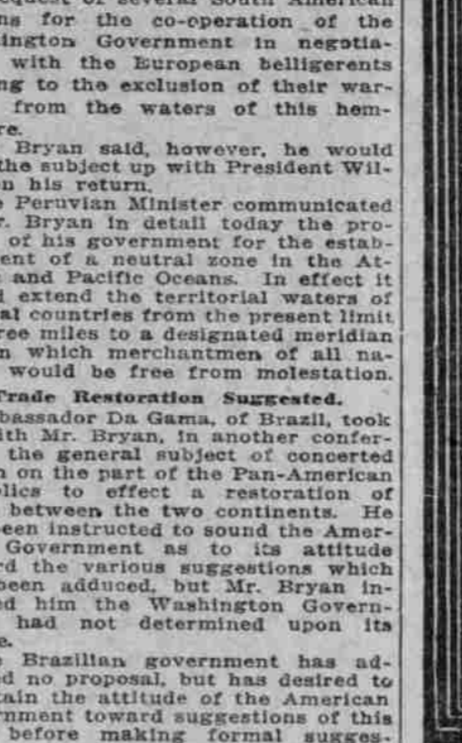 quest of several South American
ns for the co-operation of the
ington Government in negotia-
with the European belligerents
ng to the exclusion of their war-
from the waters of this hem-
re.
Bryan said, however, he would
the subject up with President Wil-
n his return.
e Peruvian Minister communicated
r. Bryan in detail today the pro-
of his government for the estab-
ent of a neutral zone in the At-
and Pacific Oceans. In effect it
d extend the territorial waters of
al countries from the present limit
ree miles to a designated meridian
n which merchantmen of all na-
would be free from molestation.
Trade Restoration Suggested.
bassador Da Gama, of Brazil, took
ith Mr. Bryan, in another confer-
the general subject of concerted
n on the part of the Pan-American
blics to effect a restoration of
between the two continents. He
een instructed to sound the Amer-
Government as to its attitude
rd the various suggestions which
been adduced, but Mr. Bryan in-
ed him the Washington Govern-
had not determined upon its
e.
e Brazilian government has ad-
ed no proposal, but has desired to
tain the attitude of the American
rnment toward suggestions of this
before making formal sugges-